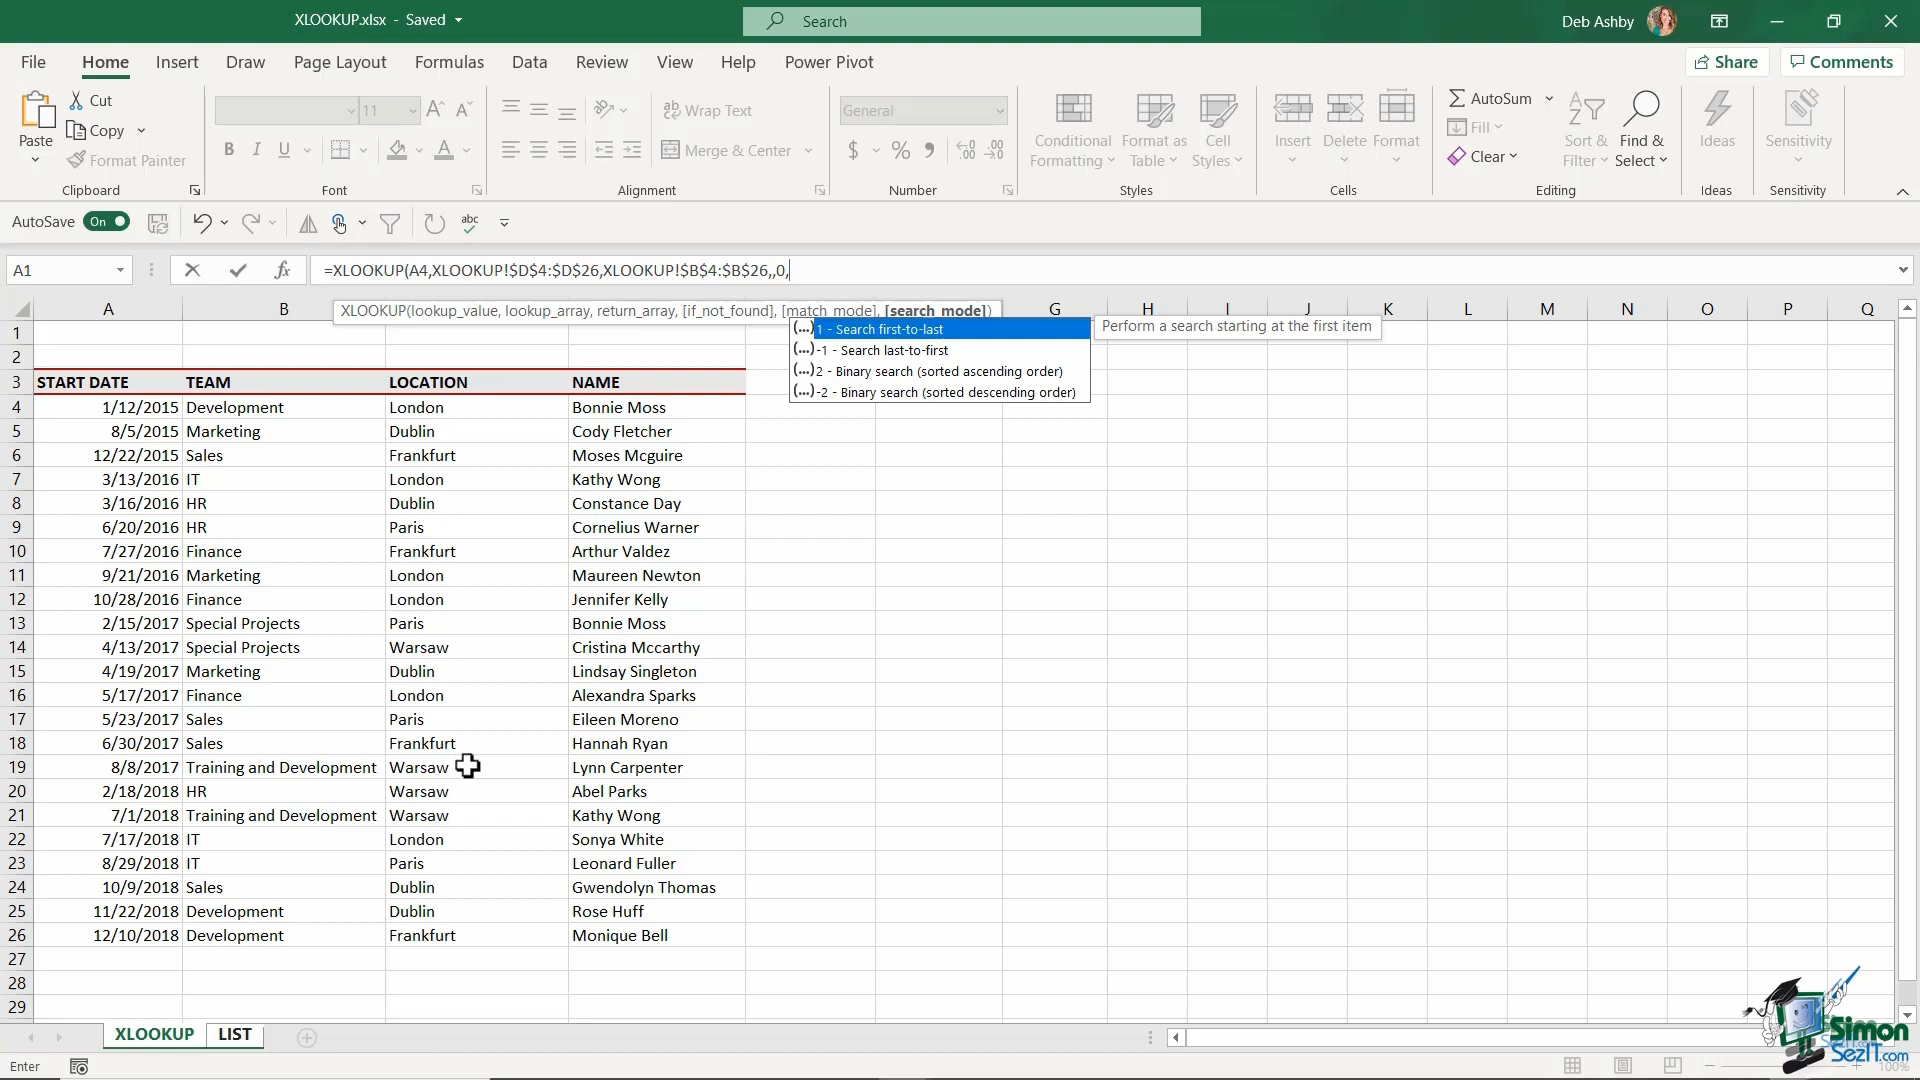 XLOOKUP.xlsx - Saved
Search
Deb Ashby
File Home Insert Draw Page Layout Formulas Data Review View Help Power Pivot
Share Comments
Paste
Cut
Copy
Format Painter
Clipboard
11
B I U
A A
A
Font
ab Wrap Text
Merge & Center
Alignment
General
$ % 9
Number
Conditional Formatting
Format as Table
Cell Styles
Styles
Insert Delete Format
Cells
AutoSum
Fill
Clear
Sort & Filter
Find & Select
Editing
Ideas
Ideas
Sensitivity
Sensitivity
AutoSave On
abc
A1
fx
=XLOOKUP(A4,XLOOKUP!$D$4:$D$26,XLOOKUP!$B$4:$B$26,,0,
XLOOKUP(lookup_value, lookup_array, return_array, [if_not_found], [match_mode], [search_mode])
(...) 1 - Search first-to-last
(...) -1 - Search last-to-first
(...) 2 - Binary search (sorted ascending order)
(...) -2 - Binary search (sorted descending order)
Perform a search starting at the first item
A B G H I J K L M N O P Q
1
2
3 START DATE TEAM LOCATION NAME
4 1/12/2015 Development London Bonnie Moss
5 8/5/2015 Marketing Dublin Cody Fletcher
6 12/22/2015 Sales Frankfurt Moses Mcguire
7 3/13/2016 IT London Kathy Wong
8 3/16/2016 HR Dublin Constance Day
9 6/20/2016 HR Paris Cornelius Warner
10 7/27/2016 Finance Frankfurt Arthur Valdez
11 9/21/2016 Marketing London Maureen Newton
12 10/28/2016 Finance London Jennifer Kelly
13 2/15/2017 Special Projects Paris Bonnie Moss
14 4/13/2017 Special Projects Warsaw Cristina Mccarthy
15 4/19/2017 Marketing Dublin Lindsay Singleton
16 5/17/2017 Finance London Alexandra Sparks
17 5/23/2017 Sales Paris Eileen Moreno
18 6/30/2017 Sales Frankfurt Hannah Ryan
19 8/8/2017 Training and Development Warsaw Lynn Carpenter
20 2/18/2018 HR Warsaw Abel Parks
21 7/1/2018 Training and Development Warsaw Kathy Wong
22 7/17/2018 IT London Sonya White
23 8/29/2018 IT Paris Leonard Fuller
24 10/9/2018 Sales Dublin Gwendolyn Thomas
25 11/22/2018 Development Dublin Rose Huff
26 12/10/2018 Development Frankfurt Monique Bell
27
28
29
XLOOKUP LIST
Enter
100%
Simon
SezIT.com